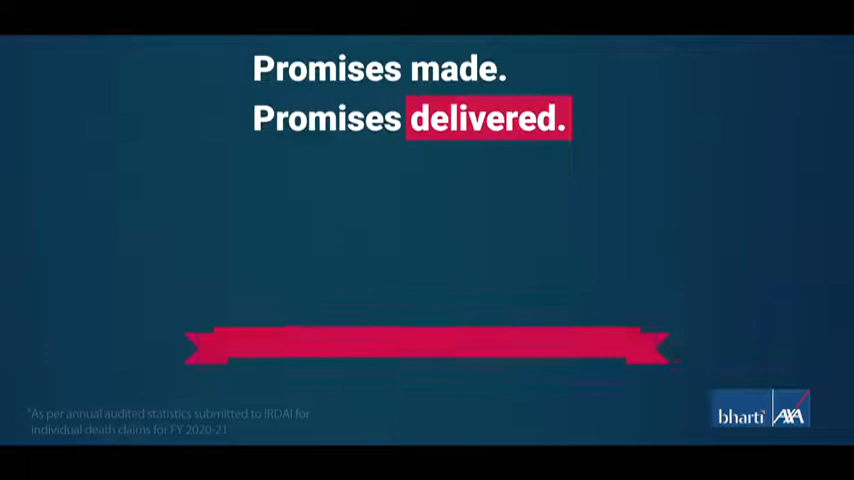 Promises made.
Promises delivered.
*As per annual audited statistics submitted to IRDAI for
individual death claims for FY 2020-21
bharti AXA